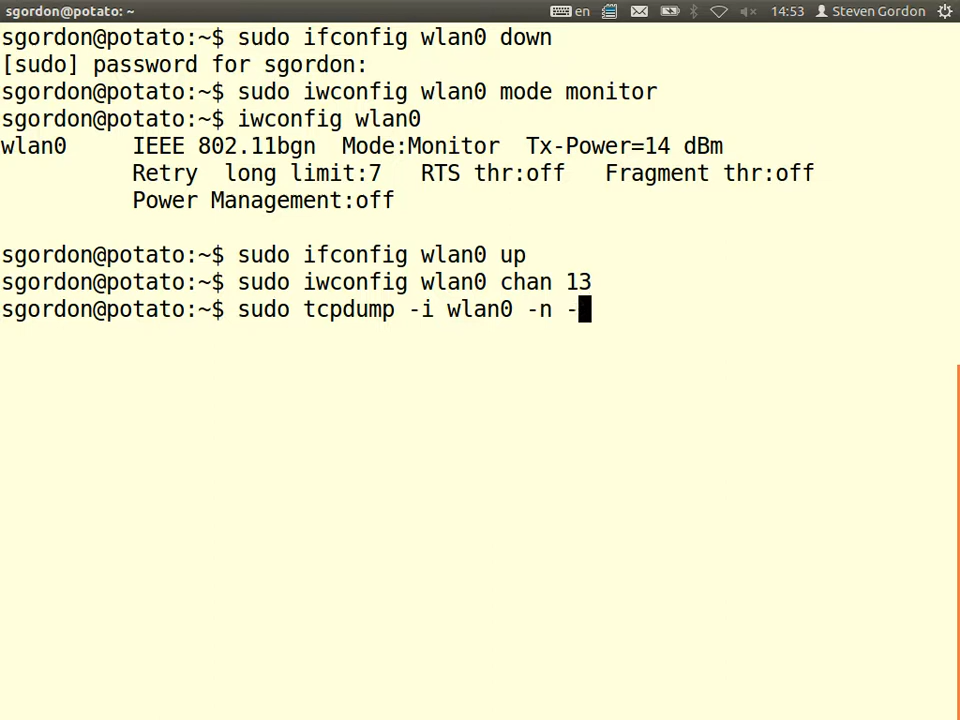 sgordon@potato: ~ en 14:53 Steven Gordon
sgordon@potato:~$ sudo ifconfig wlan0 down
[sudo] password for sgordon:
sgordon@potato:~$ sudo iwconfig wlan0 mode monitor
sgordon@potato:~$ iwconfig wlan0
wlan0     IEEE 802.11bgn  Mode:Monitor  Tx-Power=14 dBm
          Retry  long limit:7   RTS thr:off   Fragment thr:off
          Power Management:off
sgordon@potato:~$ sudo ifconfig wlan0 up
sgordon@potato:~$ sudo iwconfig wlan0 chan 13
sgordon@potato:~$ sudo tcpdump -i wlan0 -n -